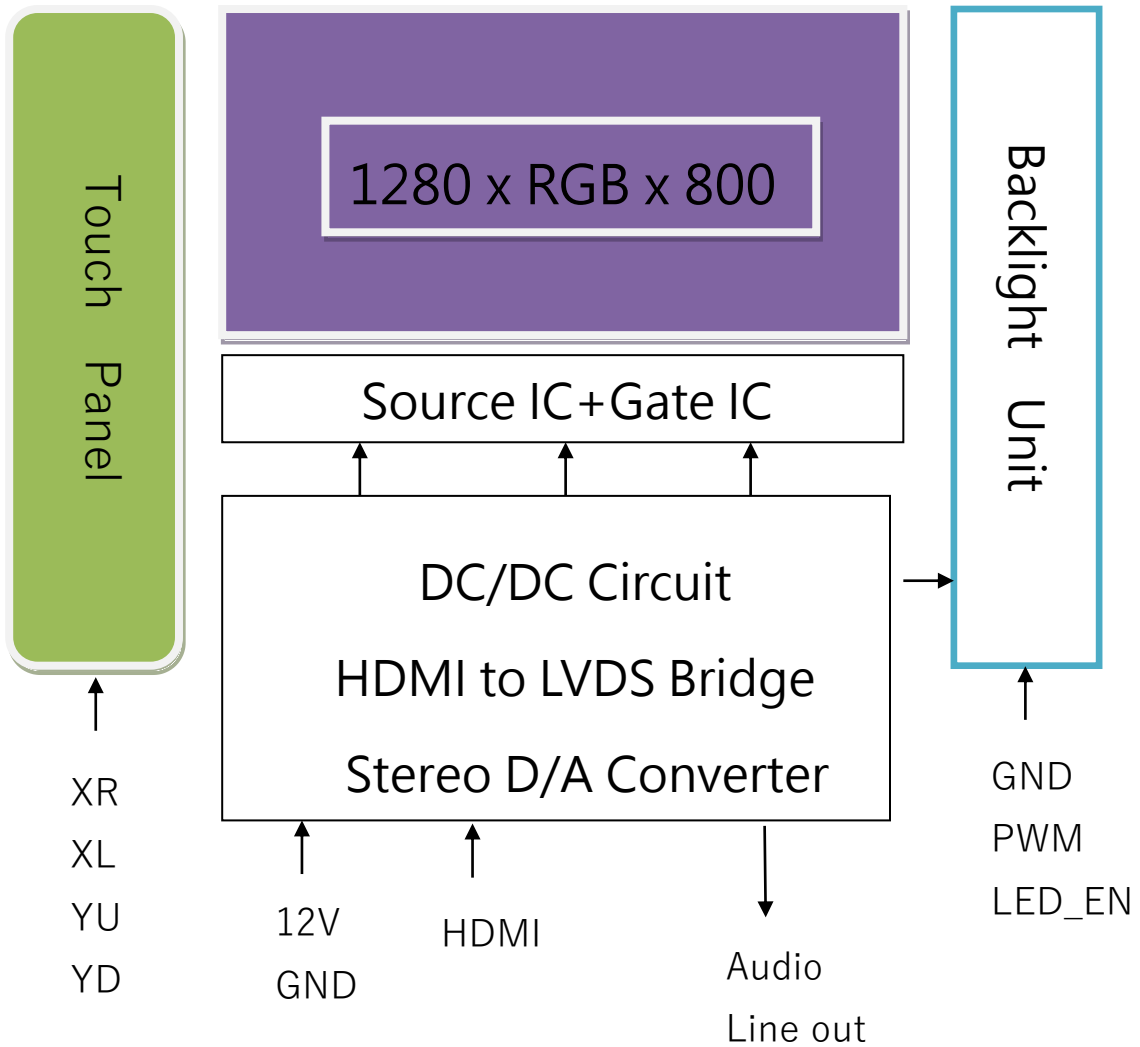 Touch Panel
1280 x RGB x 800
Backlight Unit
Source IC+Gate IC
DC/DC Circuit
HDMI to LVDS Bridge
Stereo D/A Converter
XR
XL
YU
YD
12V
GND
HDMI
Audio
Line out
GND
PWM
LED_EN